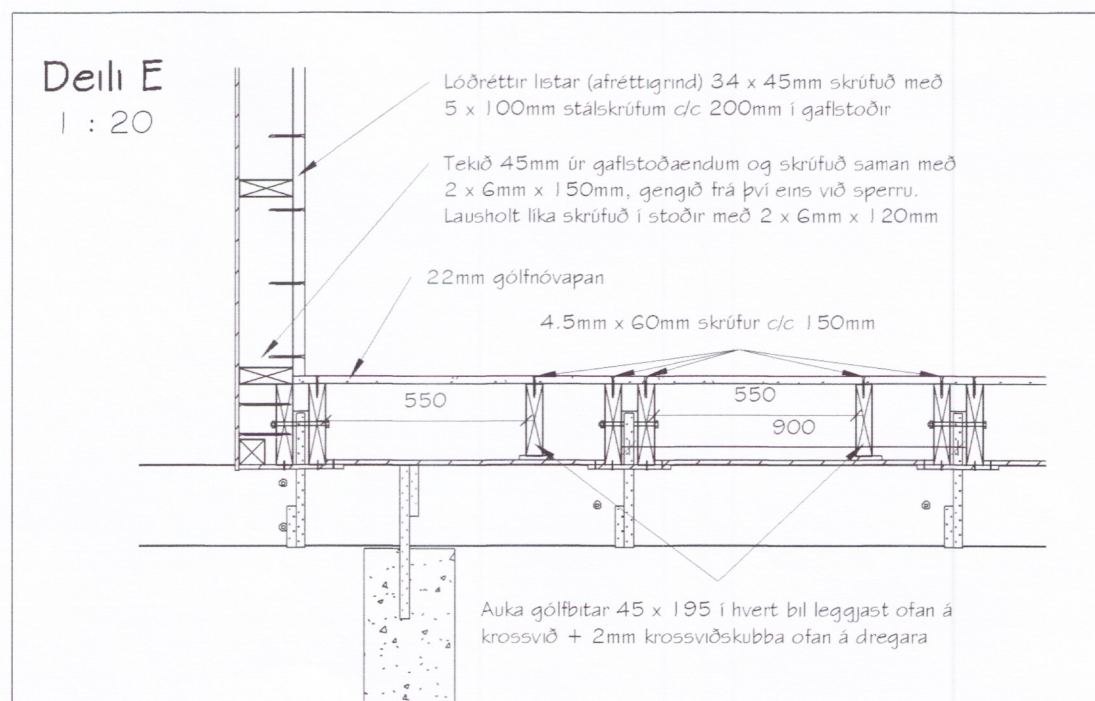 Deili E
1 : 20
Lóðréttir listar (afréttigrind) 34 x 45mm skrúfuð með
5 x 100mm stálskrúfum c/c 200mm í gaflstoðir
Tekið 45mm úr gaflstoðaendum og skrúfuð saman með
2 x 6mm x 150mm, gengið frá því eins við sperru.
Lausholt líka skrúfuð í stoðir með 2 x 6mm x 120mm
22mm gólfnóvapan
4.5mm x 60mm skrúfur c/c 150mm
550
550
900
Auka gólfbitar 45 x 195 í hvert bil leggjast ofan á
krossvið + 2mm krossviðskubba ofan á dregara